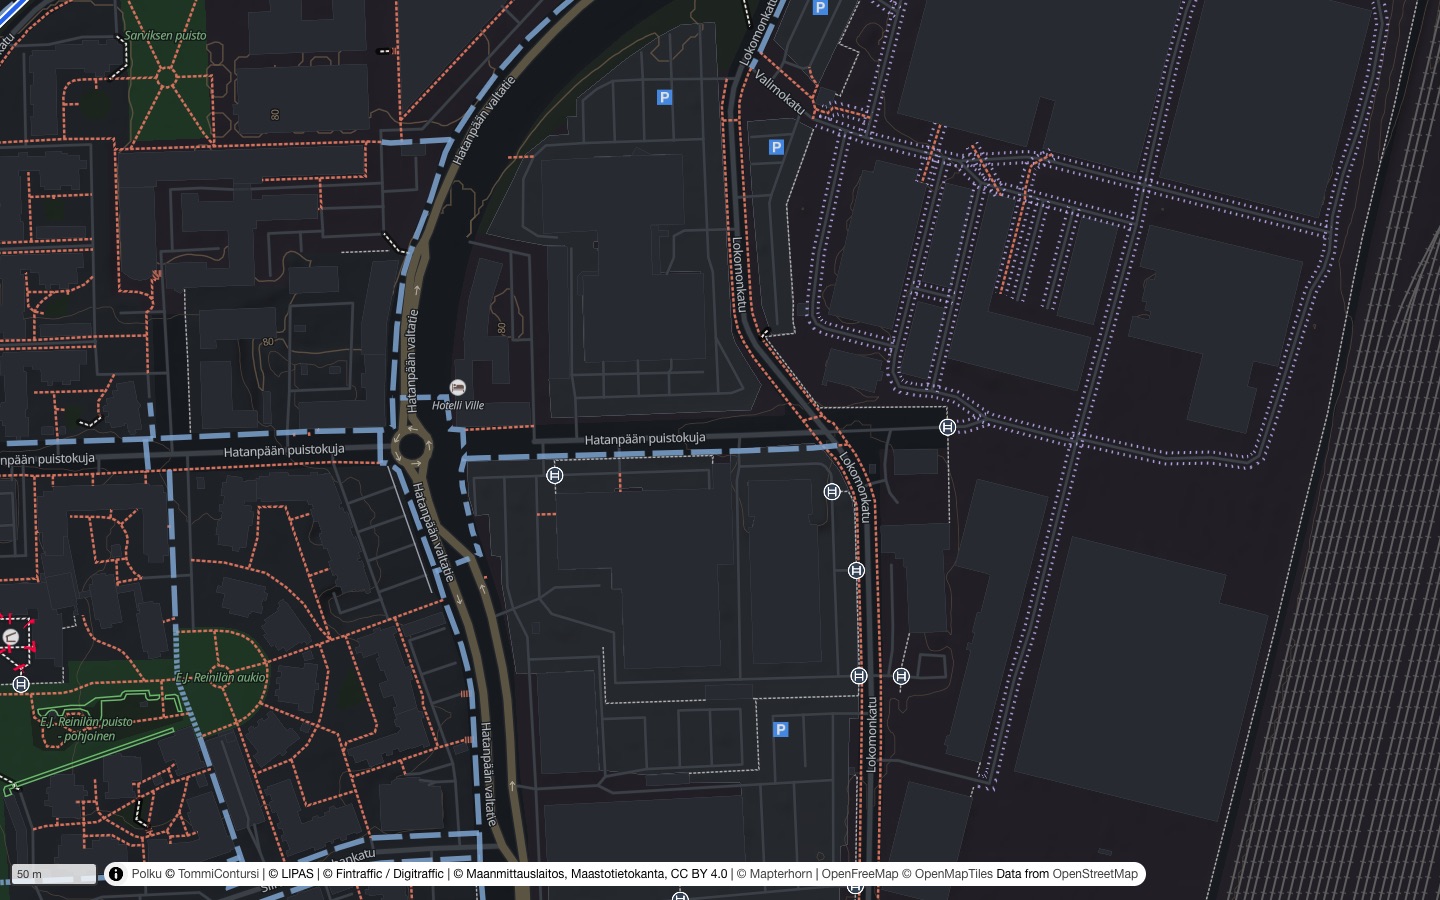 Sarviksen puisto
katu
80
Hatanpään valtatie
Lokomonkatu
Valimokatu
P
P
P
Lokomonkatu
Hatanpään valtatie
80
80
Hotelli Ville
Hatanpään puistokuja
Hatanpään puistokuja
npään puistokuja
Lokomonkatu
Hatanpään valtatie
E.J. Reinilän aukio
E.J. Reinilän puisto
- pohjoinen
P
Lokomonkatu
Hatanpään valtatie
50 m
Polku © TommiContursi | © LIPAS | © Fintraffic / Digitraffic | © Maanmittauslaitos, Maastotietokanta, CC BY 4.0 | © Mapterhorn | OpenFreeMap © OpenMapTiles Data from OpenStreetMap